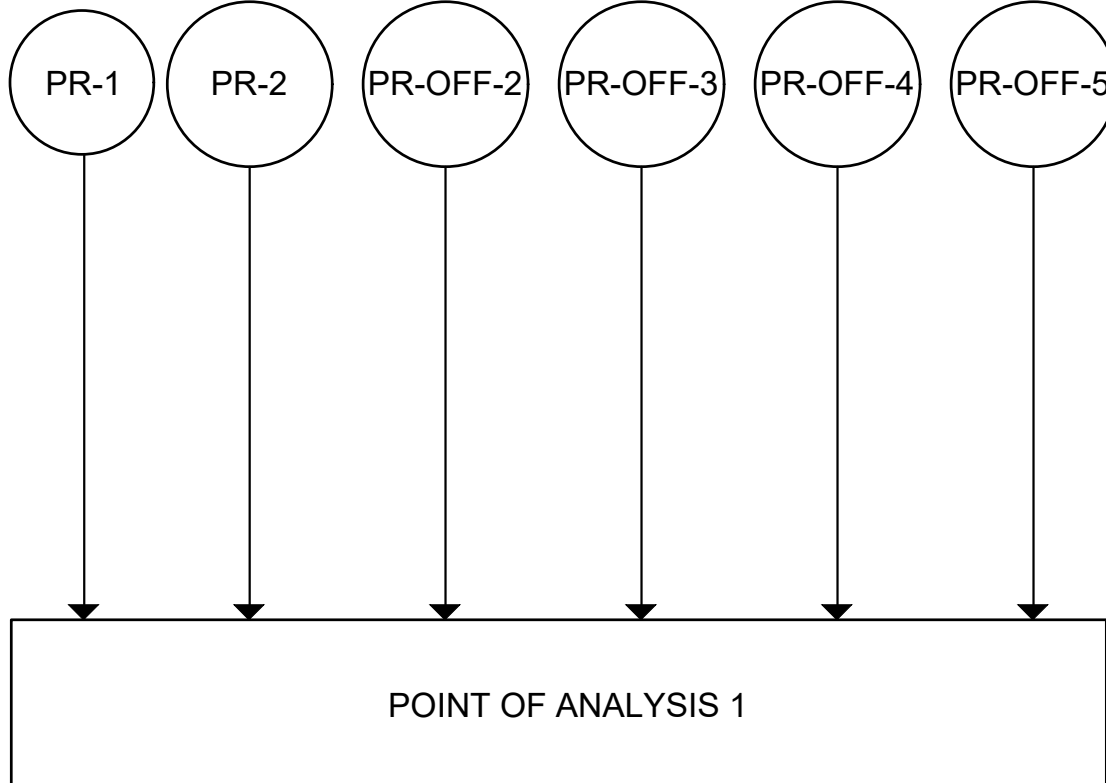 PR-1
PR-2
PR-OFF-2
PR-OFF-3
PR-OFF-4
PR-OFF-5
POINT OF ANALYSIS 1